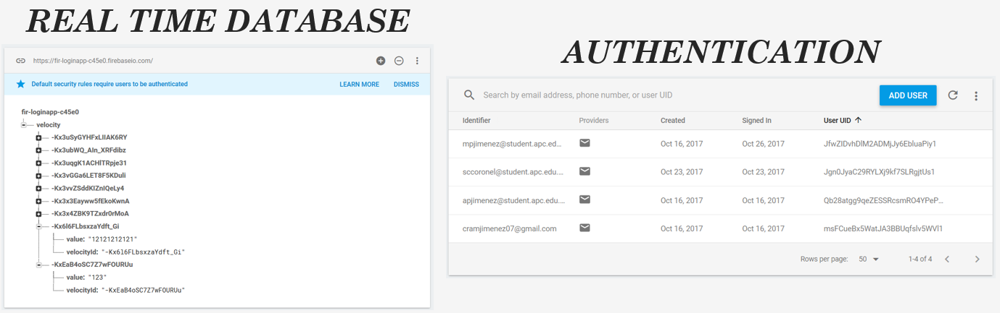 REAL TIME DATABASE
https://fir-loginapp-c45e0.firebaseio.com/
Default security rules require users to be authenticated LEARN MORE DISMISS
fir-loginapp-c45e0
velocity
-Kx3uSyGYHFxLIIAK6RY
-Kx3ubWQ_AIn_XRFdibz
-Kx3uqgK1ACHlTRpje31
-Kx3vGGa6LET8F5KDuli
-Kx3vvZSddKIZnIQeLy4
-Kx3x3Eayww5fEkoKwnA
-Kx3x4ZBK9TZxdr0rMoA
-Kx6l6FLbsxzaYdft_Gi
value: "12121212121"
velocityId: "-Kx6l6FLbsxzaYdft_Gi"
-KxEaB4oSC7Z7wFOURUu
value: "123"
velocityId: "-KxEaB4oSC7Z7wFOURUu"
AUTHENTICATION
Search by email address, phone number, or user UID ADD USER
Identifier Providers Created Signed In User UID
mpjimenez@student.apc.ed... Oct 16, 2017 Oct 26, 2017 JfwZIDvhDlM2ADMjJy6EbluaPiy1
sccoronel@student.apc.edu.... Oct 23, 2017 Oct 23, 2017 Jgn0JyaC29RYLXj9kf7SLRgjtUs1
apjimenez@student.apc.edu.... Oct 16, 2017 Oct 16, 2017 Qb28atgg9qeZESSRcsmRO4YPeP...
cramjimenez07@gmail.com Oct 16, 2017 Oct 16, 2017 msFCueBx5WatJA3BBUqfslv5WVl1
Rows per page: 50 1-4 of 4